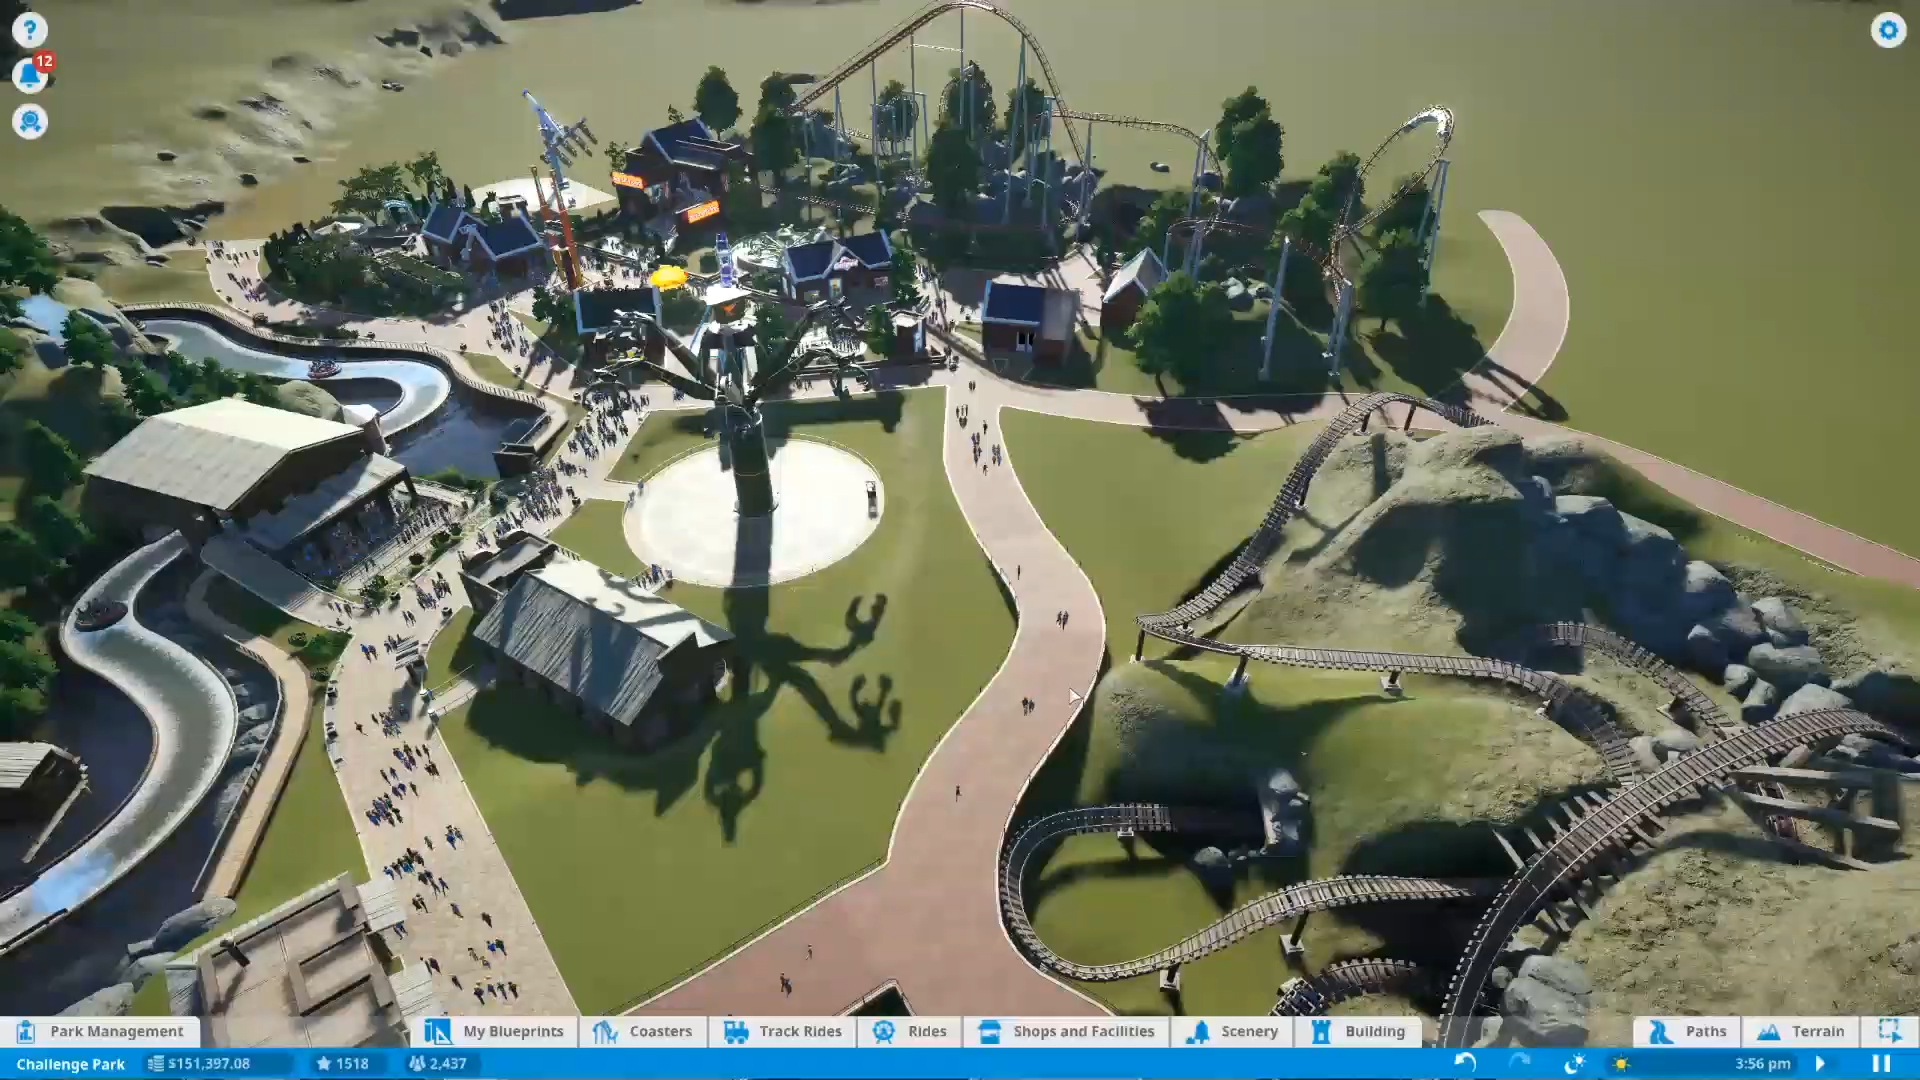 ?
12
Park Management
My Blueprints
Coasters
Track Rides
Rides
Shops and Facilities
Scenery
Building
Paths
Terrain
Challenge Park
$151,397.08
1518
2,437
3:56 pm